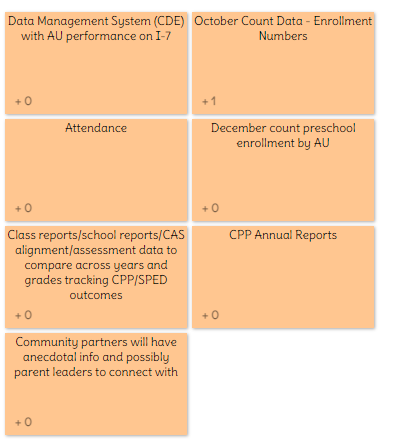 Data Management System (CDE)
with AU performance on I-7
+0
October Count Data - Enrollment
Numbers
+1
Attendance
+0
December count preschool
enrollment by AU
+0
Class reports/school reports/CAS
alignment/assessment data to
compare across years and
grades tracking CPP/SPED
outcomes
+0
CPP Annual Reports
+0
Community partners will have
anecdotal info and possibly
parent leaders to connect with
+0